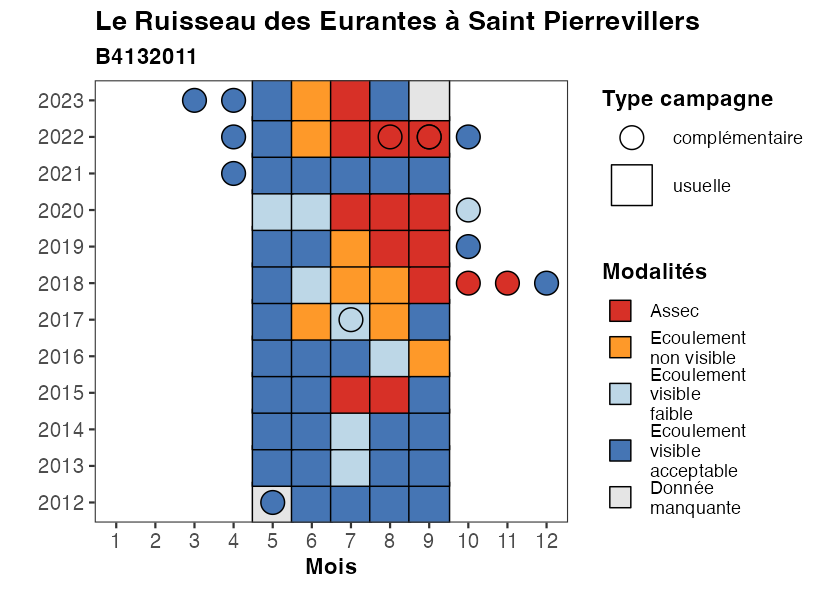 Le Ruisseau des Eurantes à Saint Pierrevillers
B4132011
2023
2022
2021
2020
2019
2018
2017
2016
2015
2014
2013
2012
1 2 3 4 5 6 7 8 9 10 11 12
Mois
Type campagne
complémentaire
usuelle
Modalités
Assec
Ecoulement
non visible
Ecoulement
visible
faible
Ecoulement
visible
acceptable
Donnée
manquante